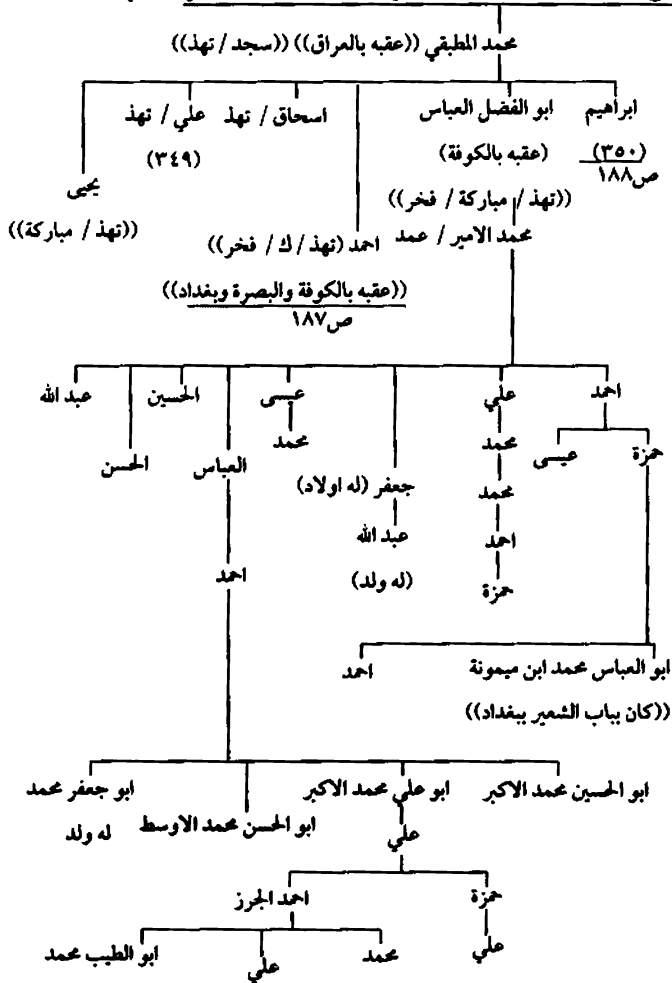 محمد المطبقي ((عقبه بالعراق)) ((سجد / تهذ))
ابراهيم ابو الفضل العباس اسحاق / تهذ علي / تهذ
(٣٥٠) (عقبه بالكوفة) (٣٤٩) يحيى
ص١٨٨
((تهذ / مباركة / فخر)) ((تهذ / مباركة))
محمد الامير / عمد احمد (تهذ / ك / فخر))
((عقبه بالكوفة والبصرة وبغداد))
ص١٨٧
احمد علي عيسى الحسين عبد الله
حمزة عيسى محمد محمد العباس الحسن
محمد جعفر (له اولاد)
احمد عبد الله احمد
حمزة (له ولد)
ابو العباس محمد ابن ميمونة احمد
((كان بباب الشعير ببغداد))
ابو الحسين محمد الاكبر ابو علي محمد الاكبر ابو الحسن محمد الاوسط ابو جعفر محمد
علي له ولد
حمزة احمد الجرز
علي محمد علي ابو الطيب محمد